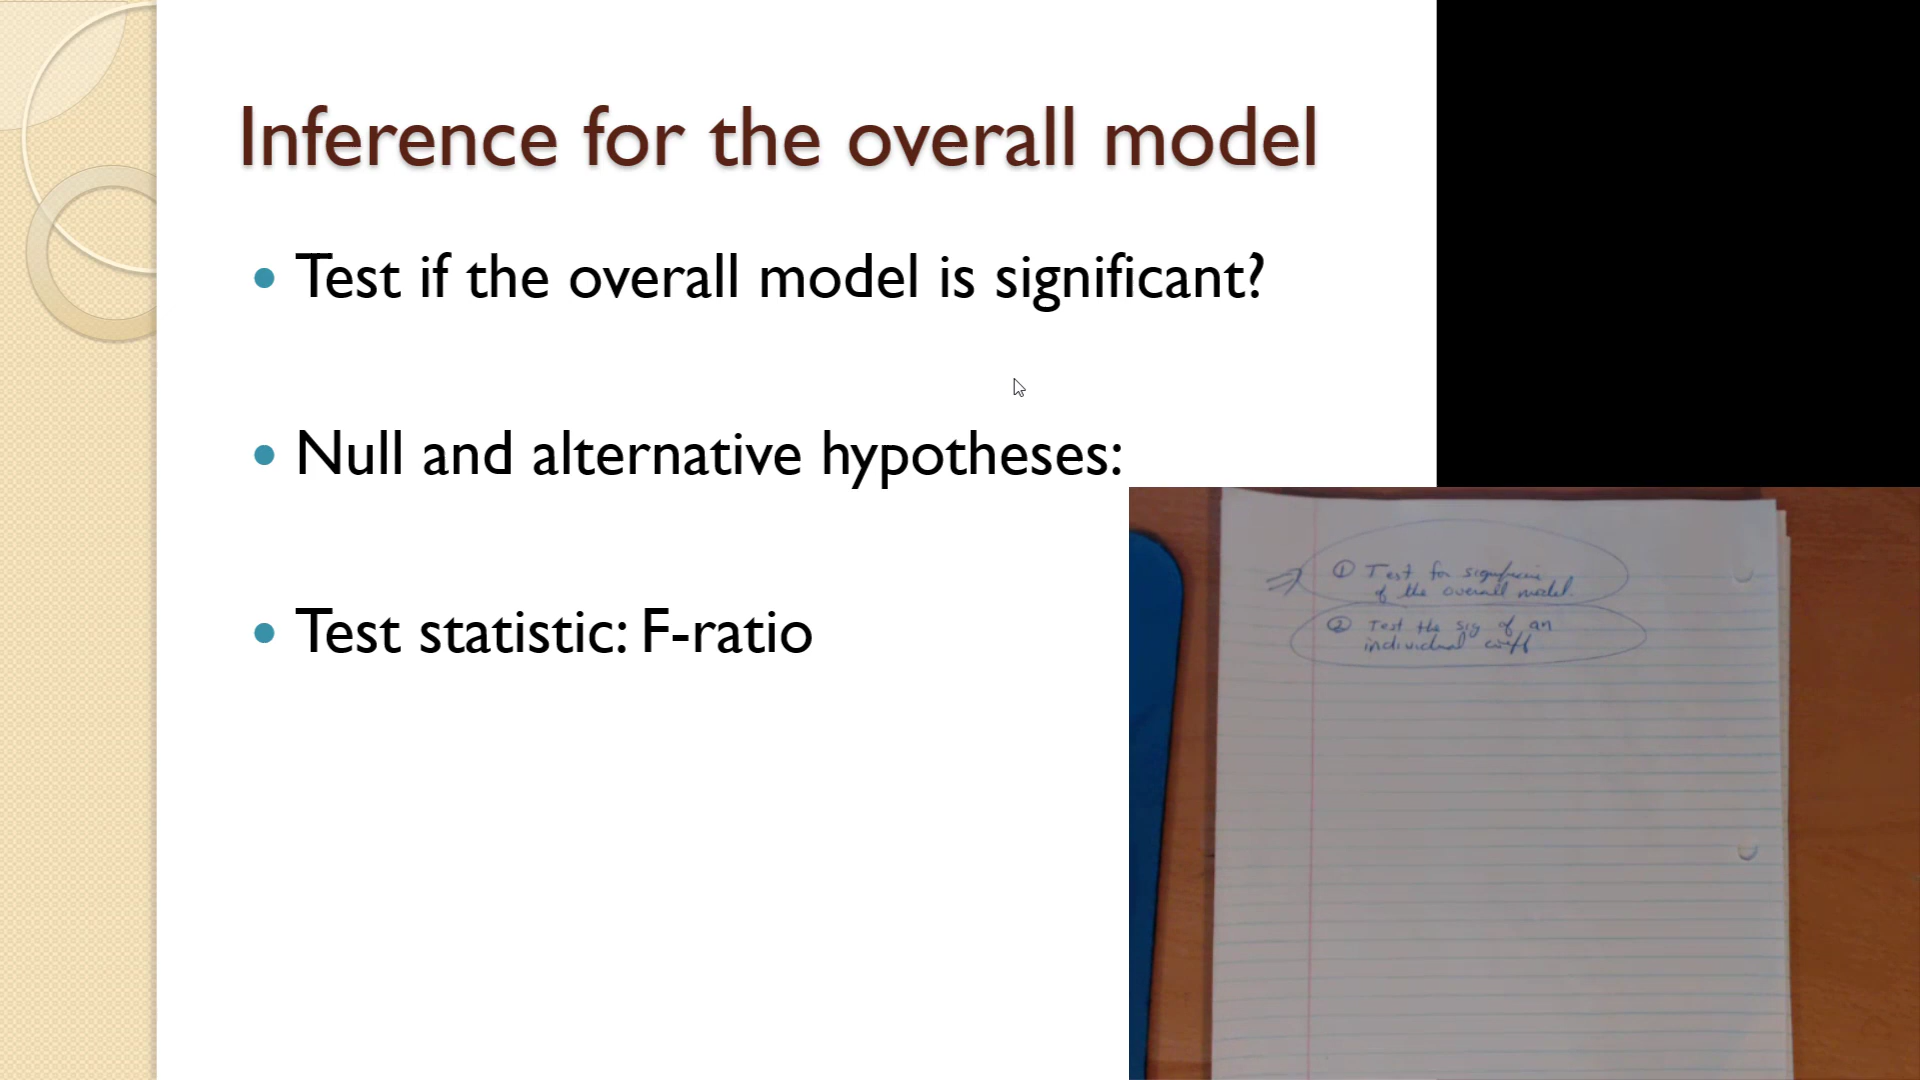 Inference for the overall model
• Test if the overall model is significant?
• Null and alternative hypotheses:
• Test statistic: F-ratio
① Test for
of the overall model.
② Test the sig of an
individual coeff